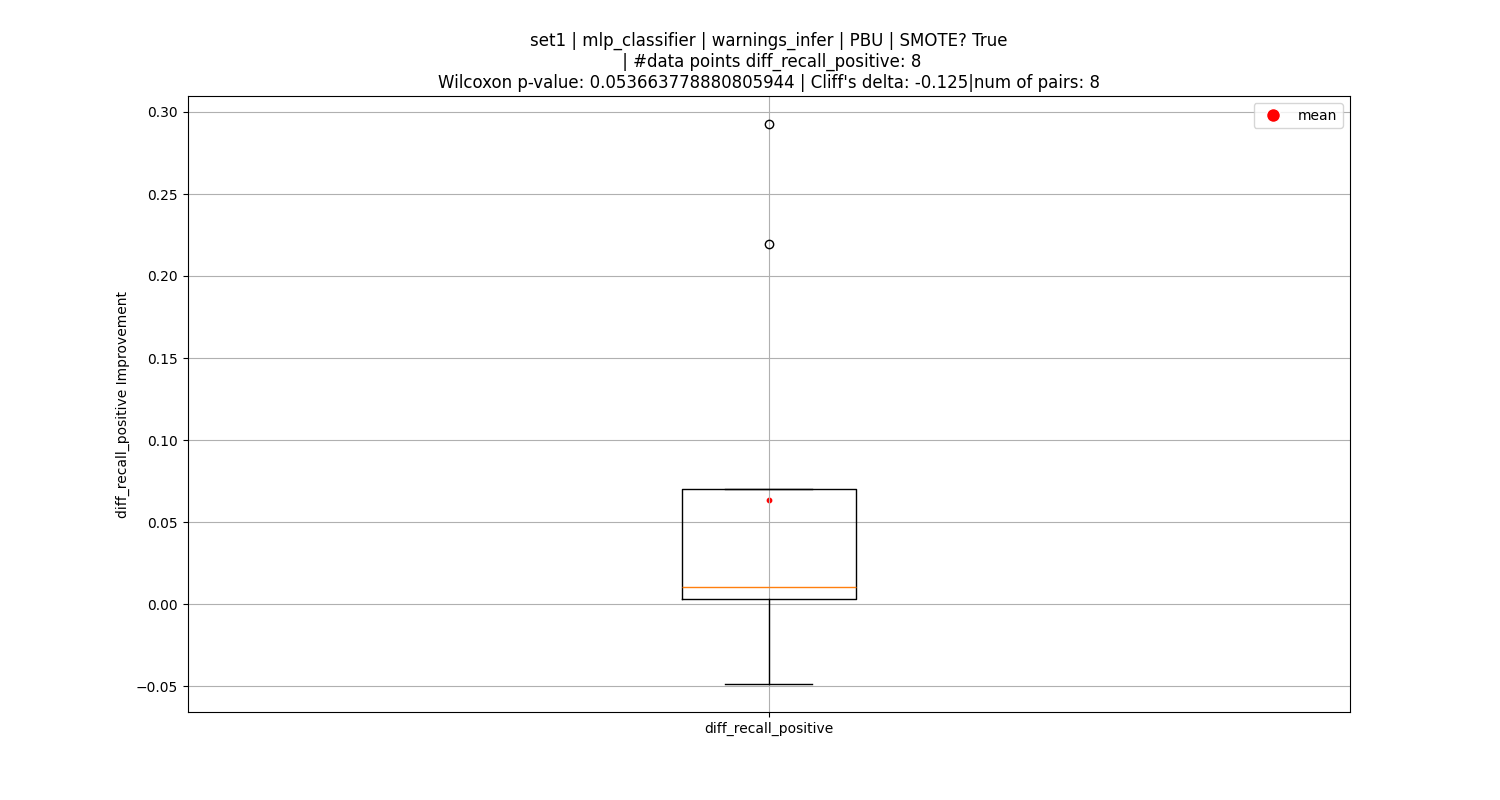 set1 | mlp_classifier | warnings_infer | PBU | SMOTE? True
| #data points diff_recall_positive: 8
Wilcoxon p-value: 0.053663778880805944 | Cliff's delta: -0.125|num of pairs: 8
mean
0.30
0.25
0.20
0.15
0.10
0.05
0.00
−0.05
diff_recall_positive Improvement
diff_recall_positive